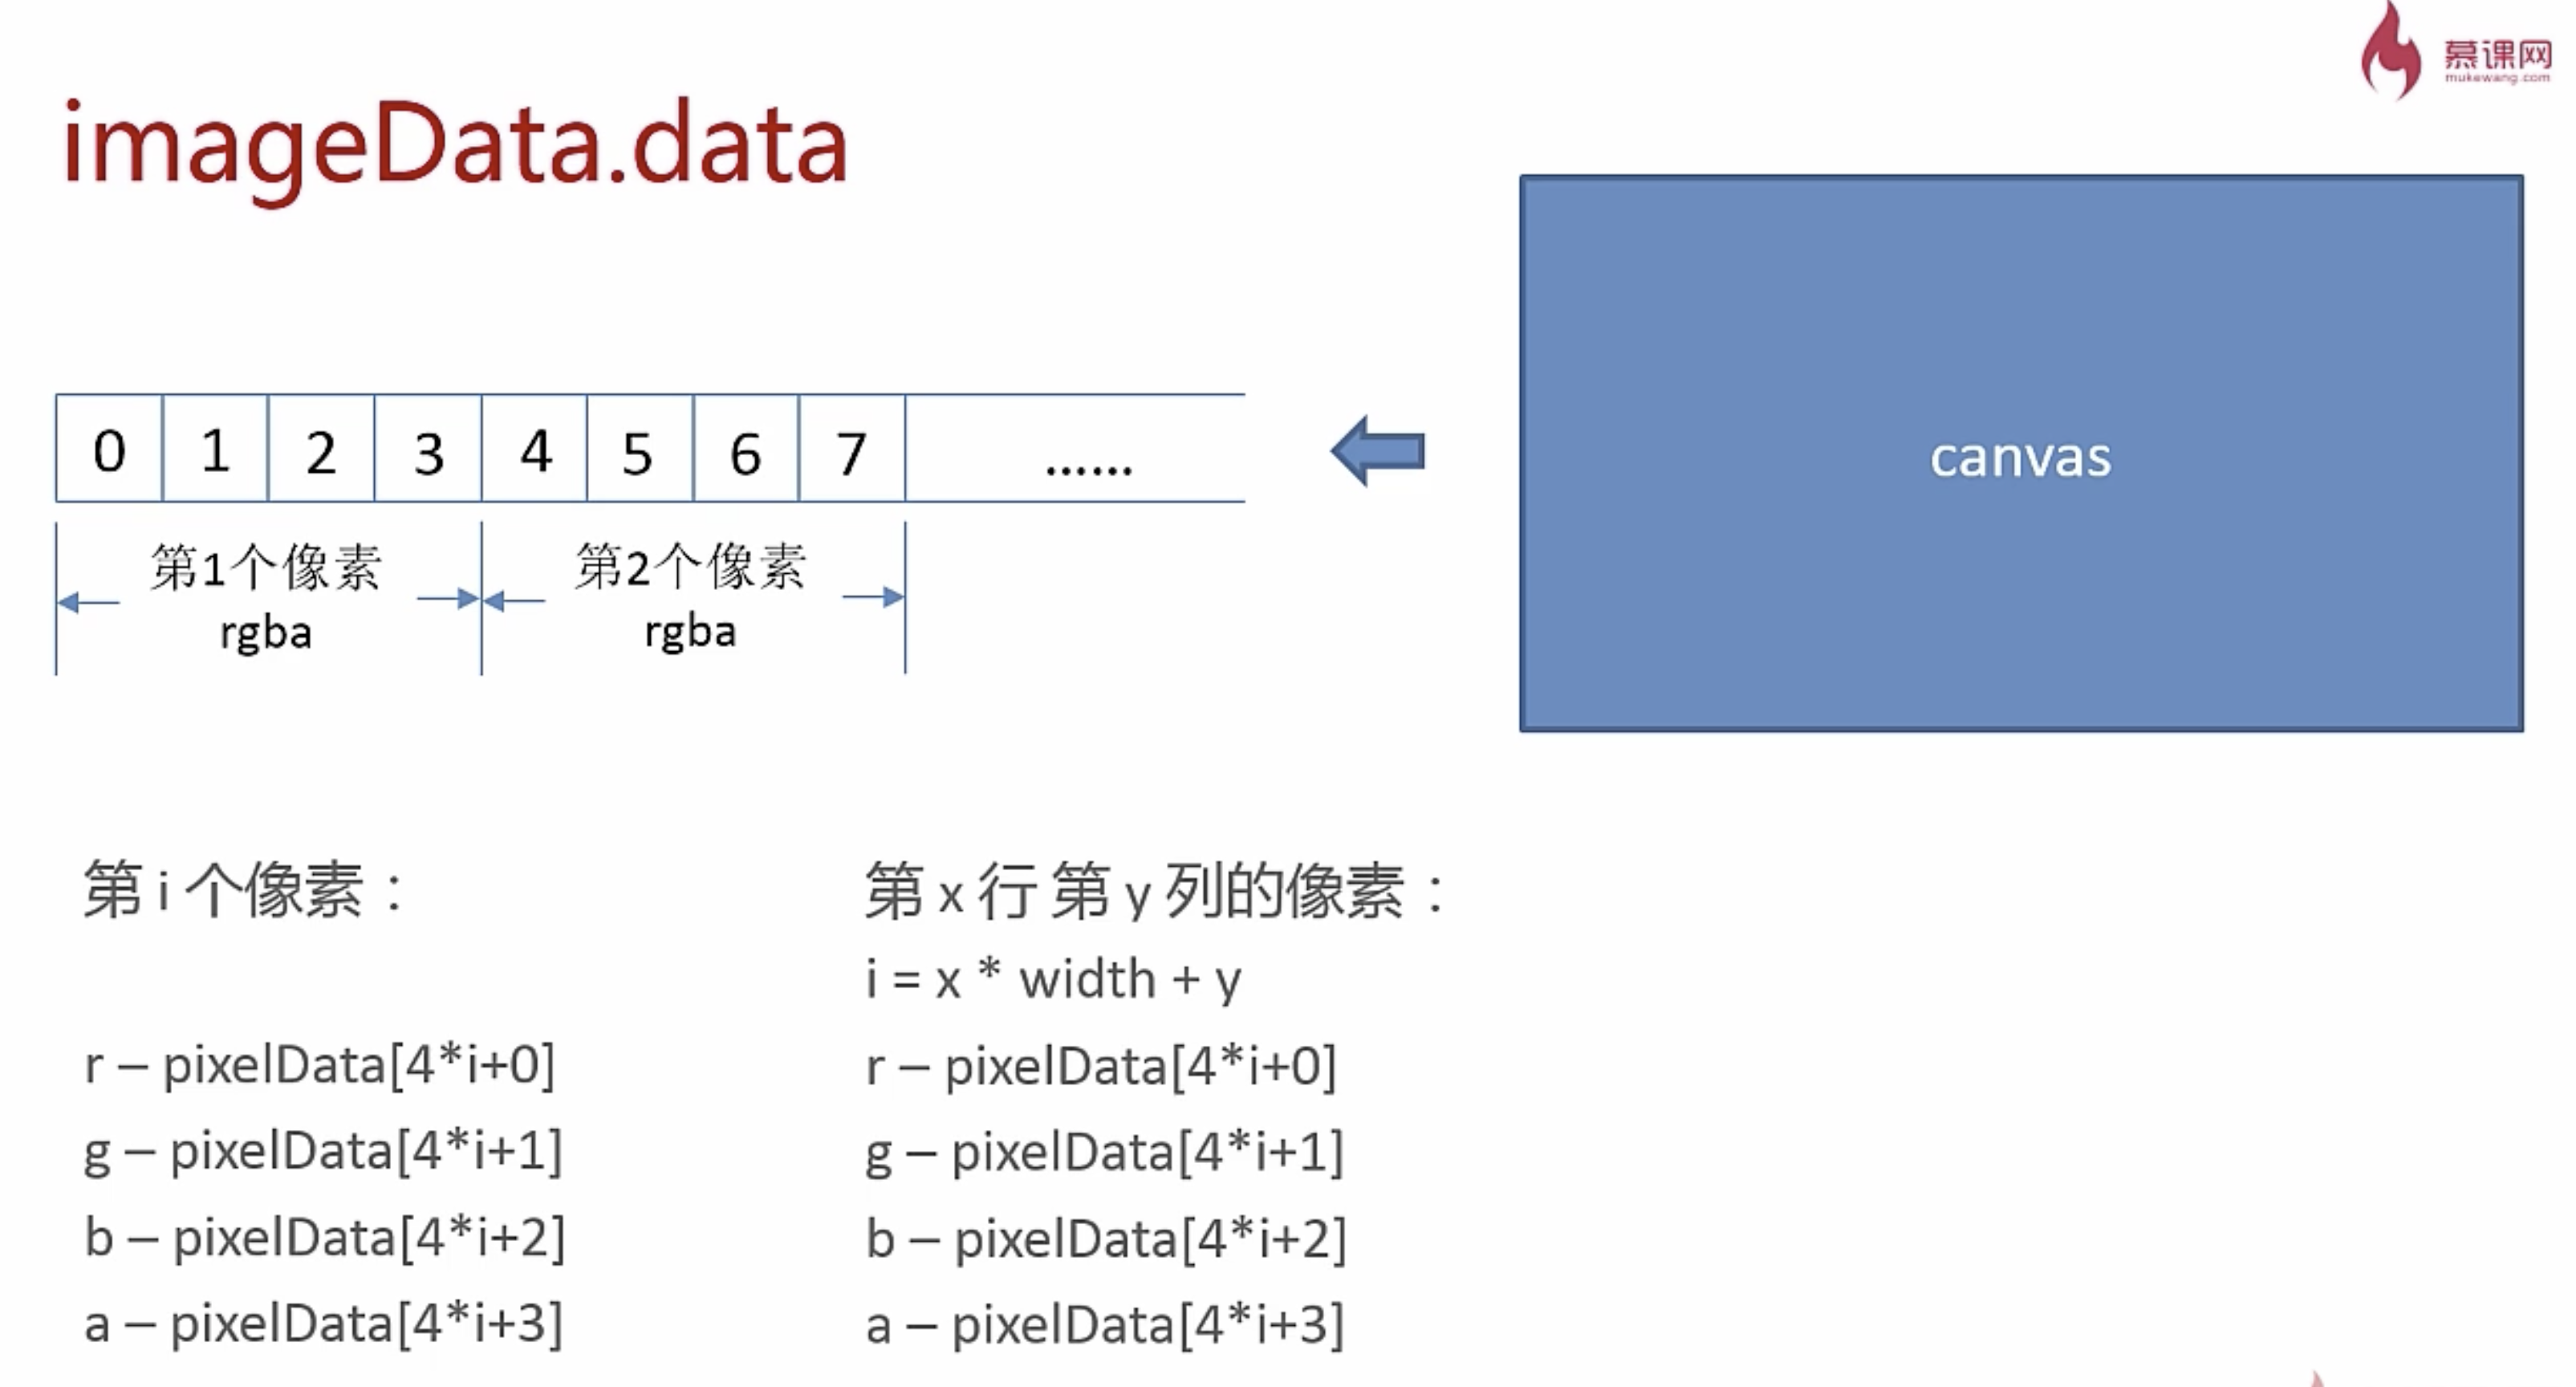 慕课网
mukewang.com
imageData.data
0 1 2 3 4 5 6 7 ......
canvas
第1个像素 第2个像素
rgba rgba
第 i 个像素：
r – pixelData[4*i+0]
g – pixelData[4*i+1]
b – pixelData[4*i+2]
a – pixelData[4*i+3]
第 x 行 第 y 列的像素：
i = x * width + y
r – pixelData[4*i+0]
g – pixelData[4*i+1]
b – pixelData[4*i+2]
a – pixelData[4*i+3]